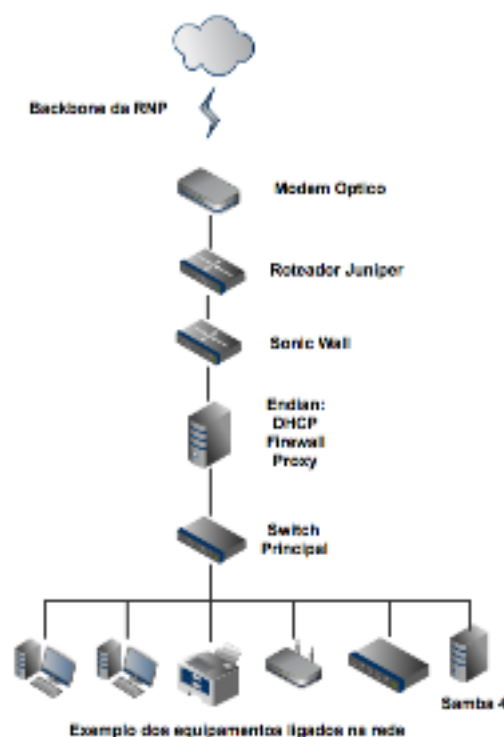 Backbone da RNP
Modem Optico
Roteador Juniper
Sonic Wall
Endian:
DHCP
Firewall
Proxy
Switch
Principal
Samba 4
Exemplo dos equipamentos ligados na rede